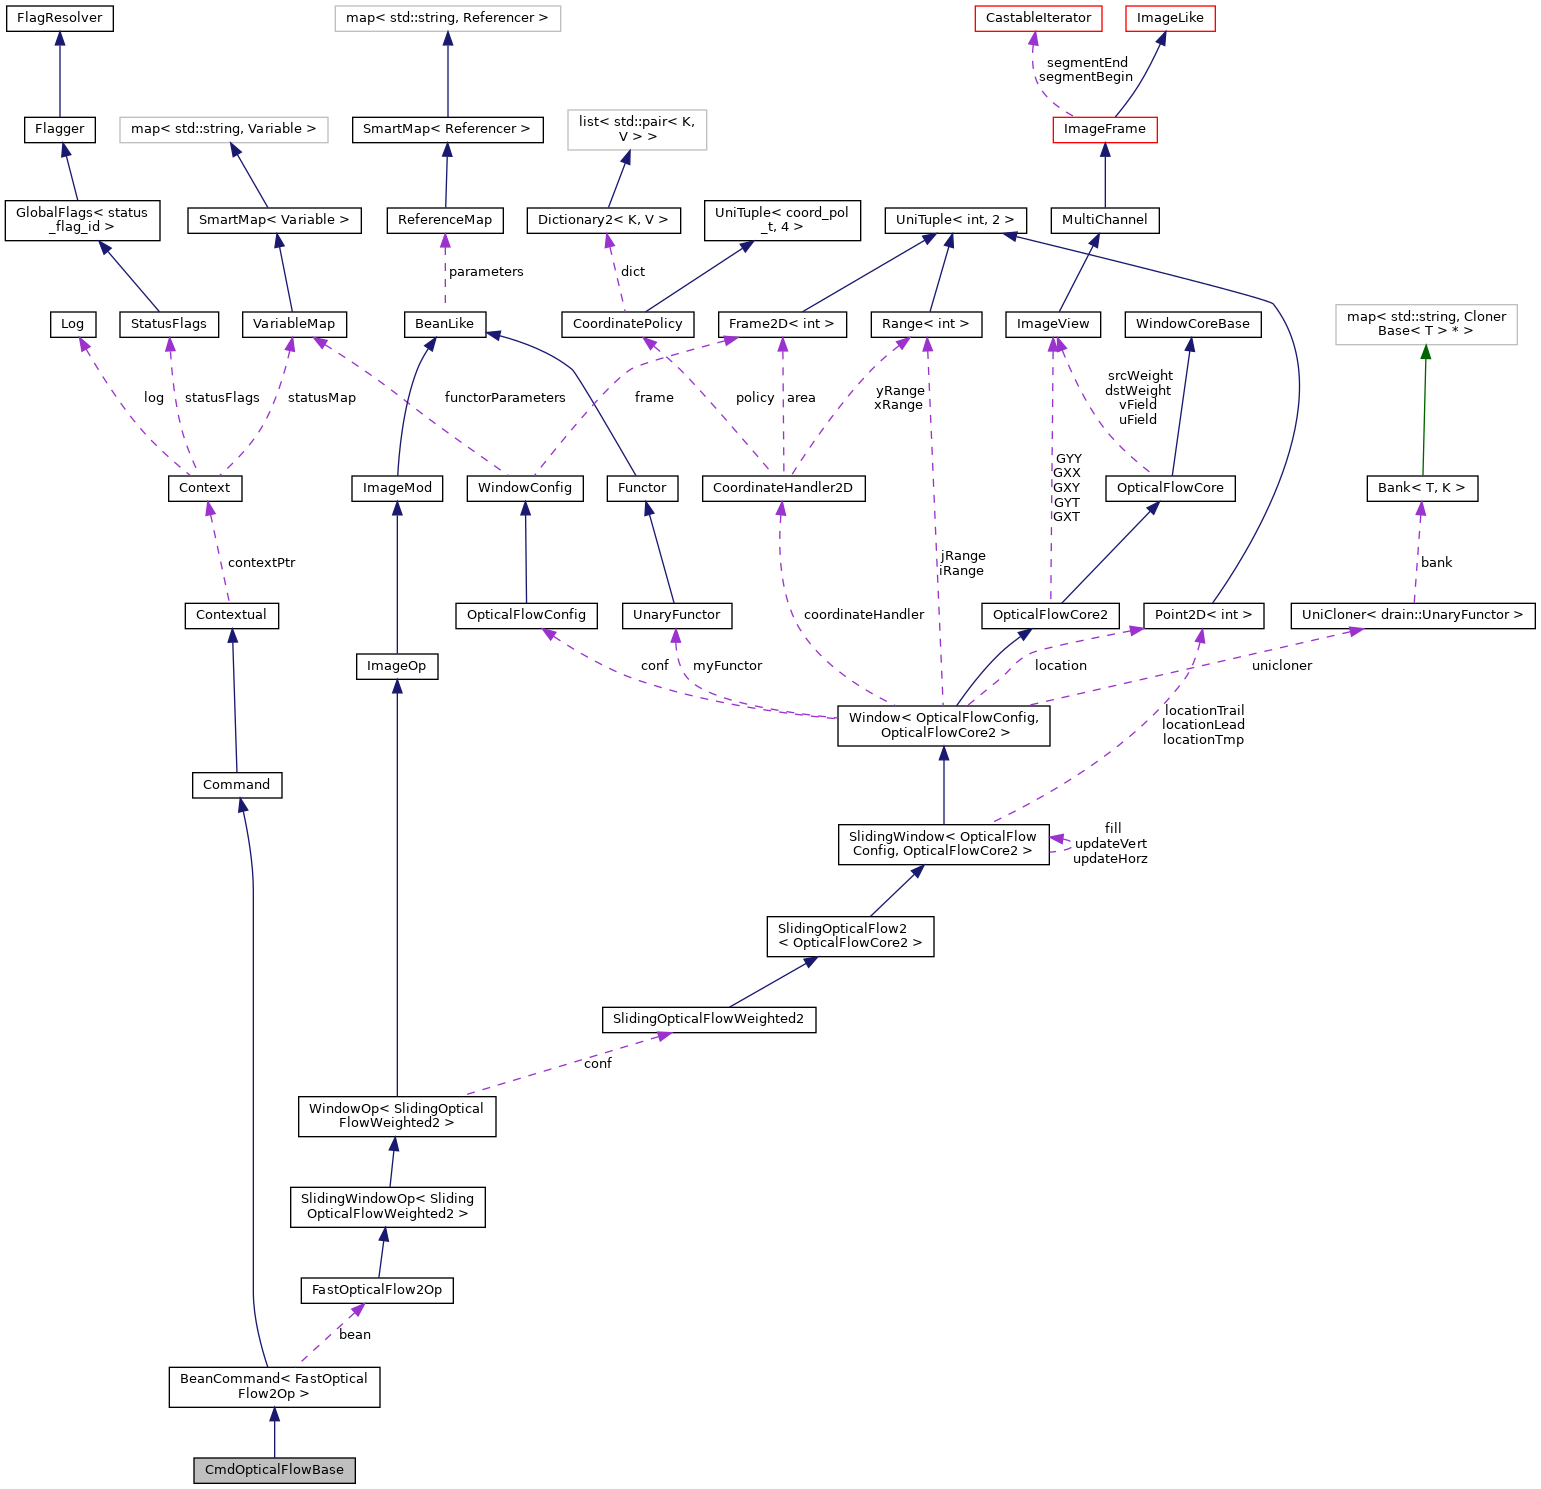 FlagResolver
map< std::string, Referencer >
CastableIterator
ImageLike
segmentEnd
segmentBegin
Flagger
map< std::string, Variable >
SmartMap< Referencer >
list< std::pair< K,
V > >
ImageFrame
GlobalFlags< status
_flag_id >
SmartMap< Variable >
ReferenceMap
Dictionary2< K, V >
UniTuple< coord_pol
_t, 4 >
UniTuple< int, 2 >
MultiChannel
parameters
dict
Log
StatusFlags
VariableMap
BeanLike
CoordinatePolicy
Frame2D< int >
Range< int >
ImageView
WindowCoreBase
map< std::string, Cloner
Base< T > * >
log
statusFlags
statusMap
functorParameters
frame
policy
area
yRange
xRange
srcWeight
dstWeight
vField
uField
Context
ImageMod
WindowConfig
Functor
CoordinateHandler2D
GYY
GXX
GXY
GYT
GXT
OpticalFlowCore
Bank< T, K >
contextPtr
jRange
iRange
bank
Contextual
OpticalFlowConfig
UnaryFunctor
coordinateHandler
OpticalFlowCore2
Point2D< int >
UniCloner< drain::UnaryFunctor >
ImageOp
conf
myFunctor
location
unicloner
Window< OpticalFlowConfig,
OpticalFlowCore2 >
locationTrail
locationLead
locationTmp
Command
SlidingWindow< OpticalFlow
Config, OpticalFlowCore2 >
fill
updateVert
updateHorz
SlidingOpticalFlow2
< OpticalFlowCore2 >
SlidingOpticalFlowWeighted2
conf
WindowOp< SlidingOptical
FlowWeighted2 >
SlidingWindowOp< Sliding
OpticalFlowWeighted2 >
FastOpticalFlow2Op
bean
BeanCommand< FastOptical
Flow2Op >
CmdOpticalFlowBase